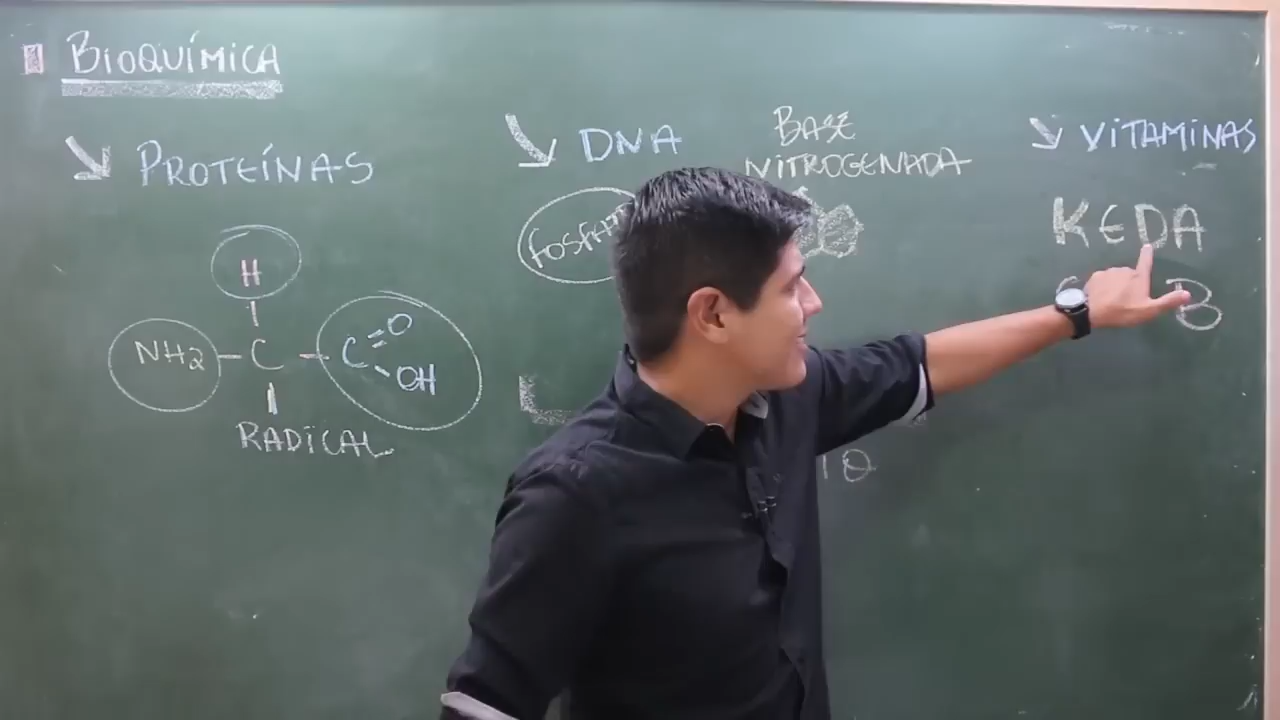 BIOQUÍMICA
PROTEÍNAS
H
NH2 - C - C = O
OH
RADICAL
DNA
BASE
NITROGENADA
VITAMINAS
KEDA
B